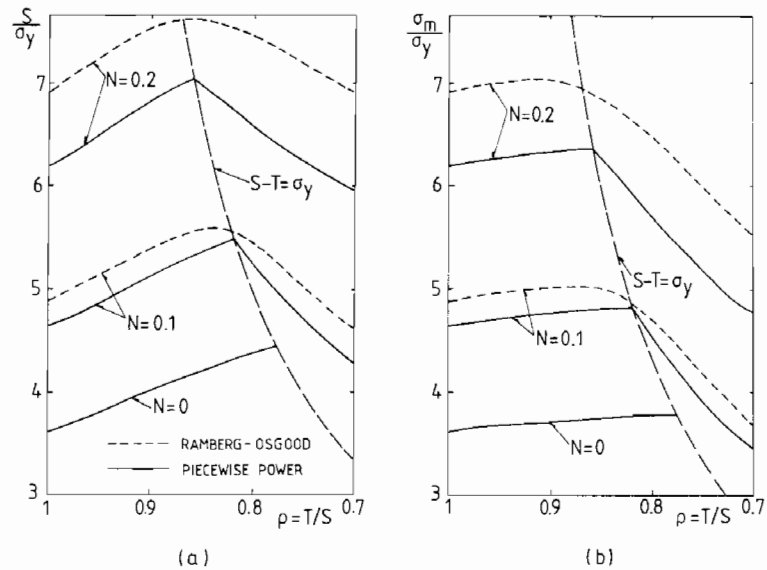 S/σy
7
6
5
4
3
N=0.2
S-T=σy
N=0.1
N=0
RAMBERG-OSGOOD
PIECEWISE POWER
1 0.9 0.8 0.7
ρ=T/S
(a)
σm/σy
7
6
5
4
3
N=0.2
S-T=σy
N=0.1
N=0
1 0.9 0.8 0.7
ρ=T/S
(b)